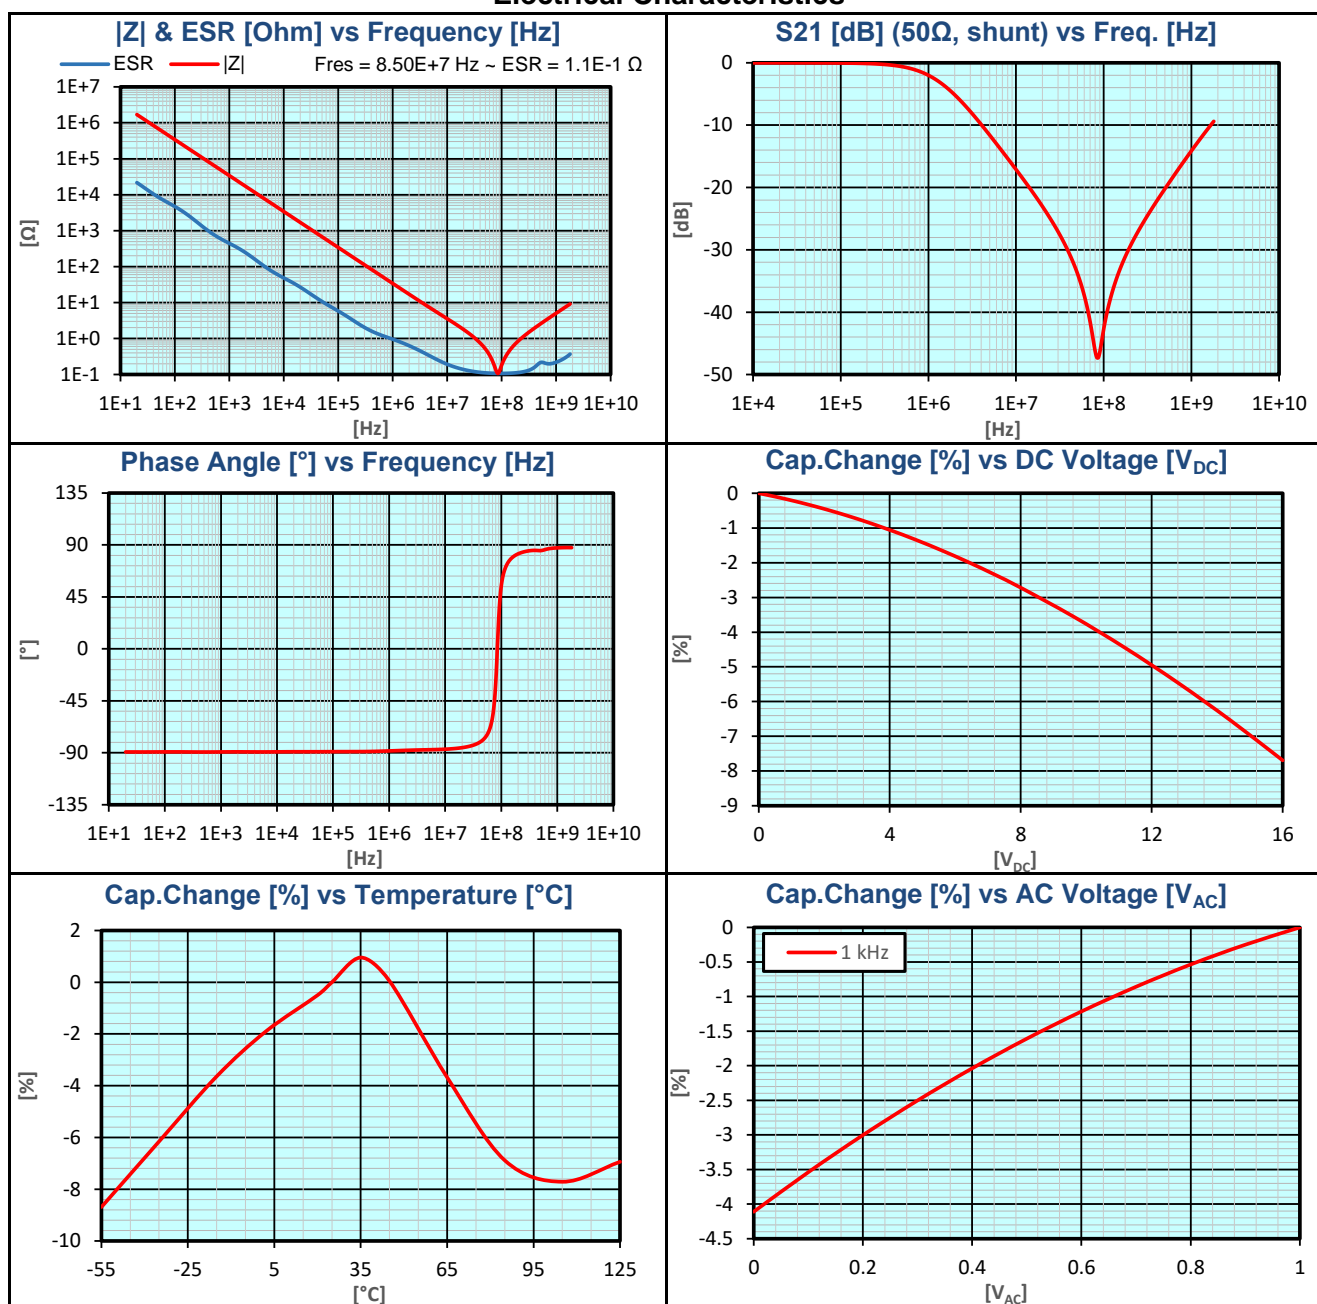 Electrical Characteristics
|Z| & ESR [Ohm] vs Frequency [Hz]
ESR |Z| Fres = 8.50E+7 Hz ~ ESR = 1.1E-1 Ω
1E+7
1E+6
1E+5
1E+4
1E+3
1E+2
1E+1
1E+0
1E-1
[Ω]
1E+1 1E+2 1E+3 1E+4 1E+5 1E+6 1E+7 1E+8 1E+9 1E+10
[Hz]
S21 [dB] (50Ω, shunt) vs Freq. [Hz]
0
-10
-20
-30
-40
-50
[dB]
1E+4 1E+5 1E+6 1E+7 1E+8 1E+9 1E+10
[Hz]
Phase Angle [°] vs Frequency [Hz]
135
90
45
0
-45
-90
-135
[°]
1E+1 1E+2 1E+3 1E+4 1E+5 1E+6 1E+7 1E+8 1E+9 1E+10
[Hz]
Cap.Change [%] vs DC Voltage [VDC]
0
-1
-2
-3
-4
-5
-6
-7
-8
-9
[%]
0 4 8 12 16
[VDC]
Cap.Change [%] vs Temperature [°C]
2
0
-2
-4
-6
-8
-10
[%]
-55 -25 5 35 65 95 125
[°C]
Cap.Change [%] vs AC Voltage [VAC]
1 kHz
0
-0.5
-1
-1.5
-2
-2.5
-3
-3.5
-4
-4.5
[%]
0 0.2 0.4 0.6 0.8 1
[VAC]